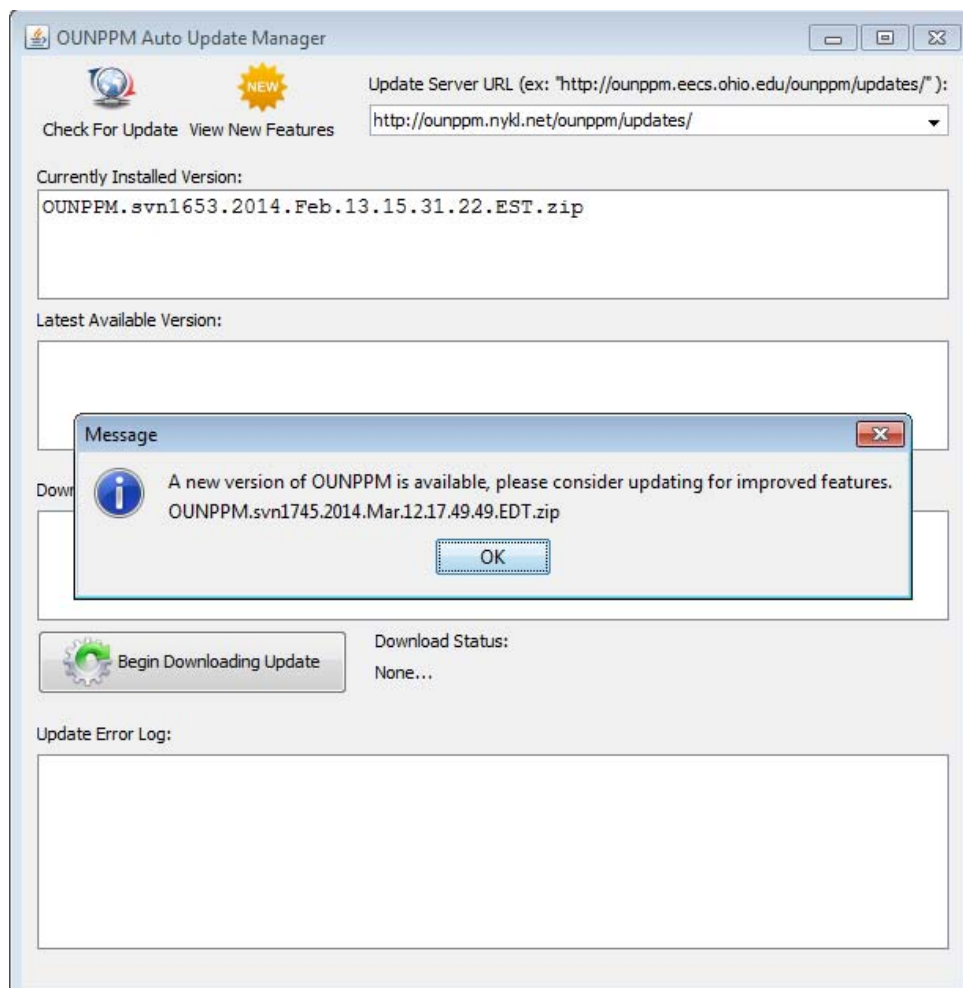 OUNPPM Auto Update Manager
NEW
Update Server URL (ex: "http://ounppm.eecs.ohio.edu/ounppm/updates/" ):
Check For Update View New Features
http://ounppm.nykl.net/ounppm/updates/
Currently Installed Version:
OUNPPM.svn1653.2014.Feb.13.15.31.22.EST.zip
Latest Available Version:
Message
A new version of OUNPPM is available, please consider updating for improved features.
OUNPPM.svn1745.2014.Mar.12.17.49.49.EDT.zip
OK
Begin Downloading Update
Download Status:
None...
Update Error Log: